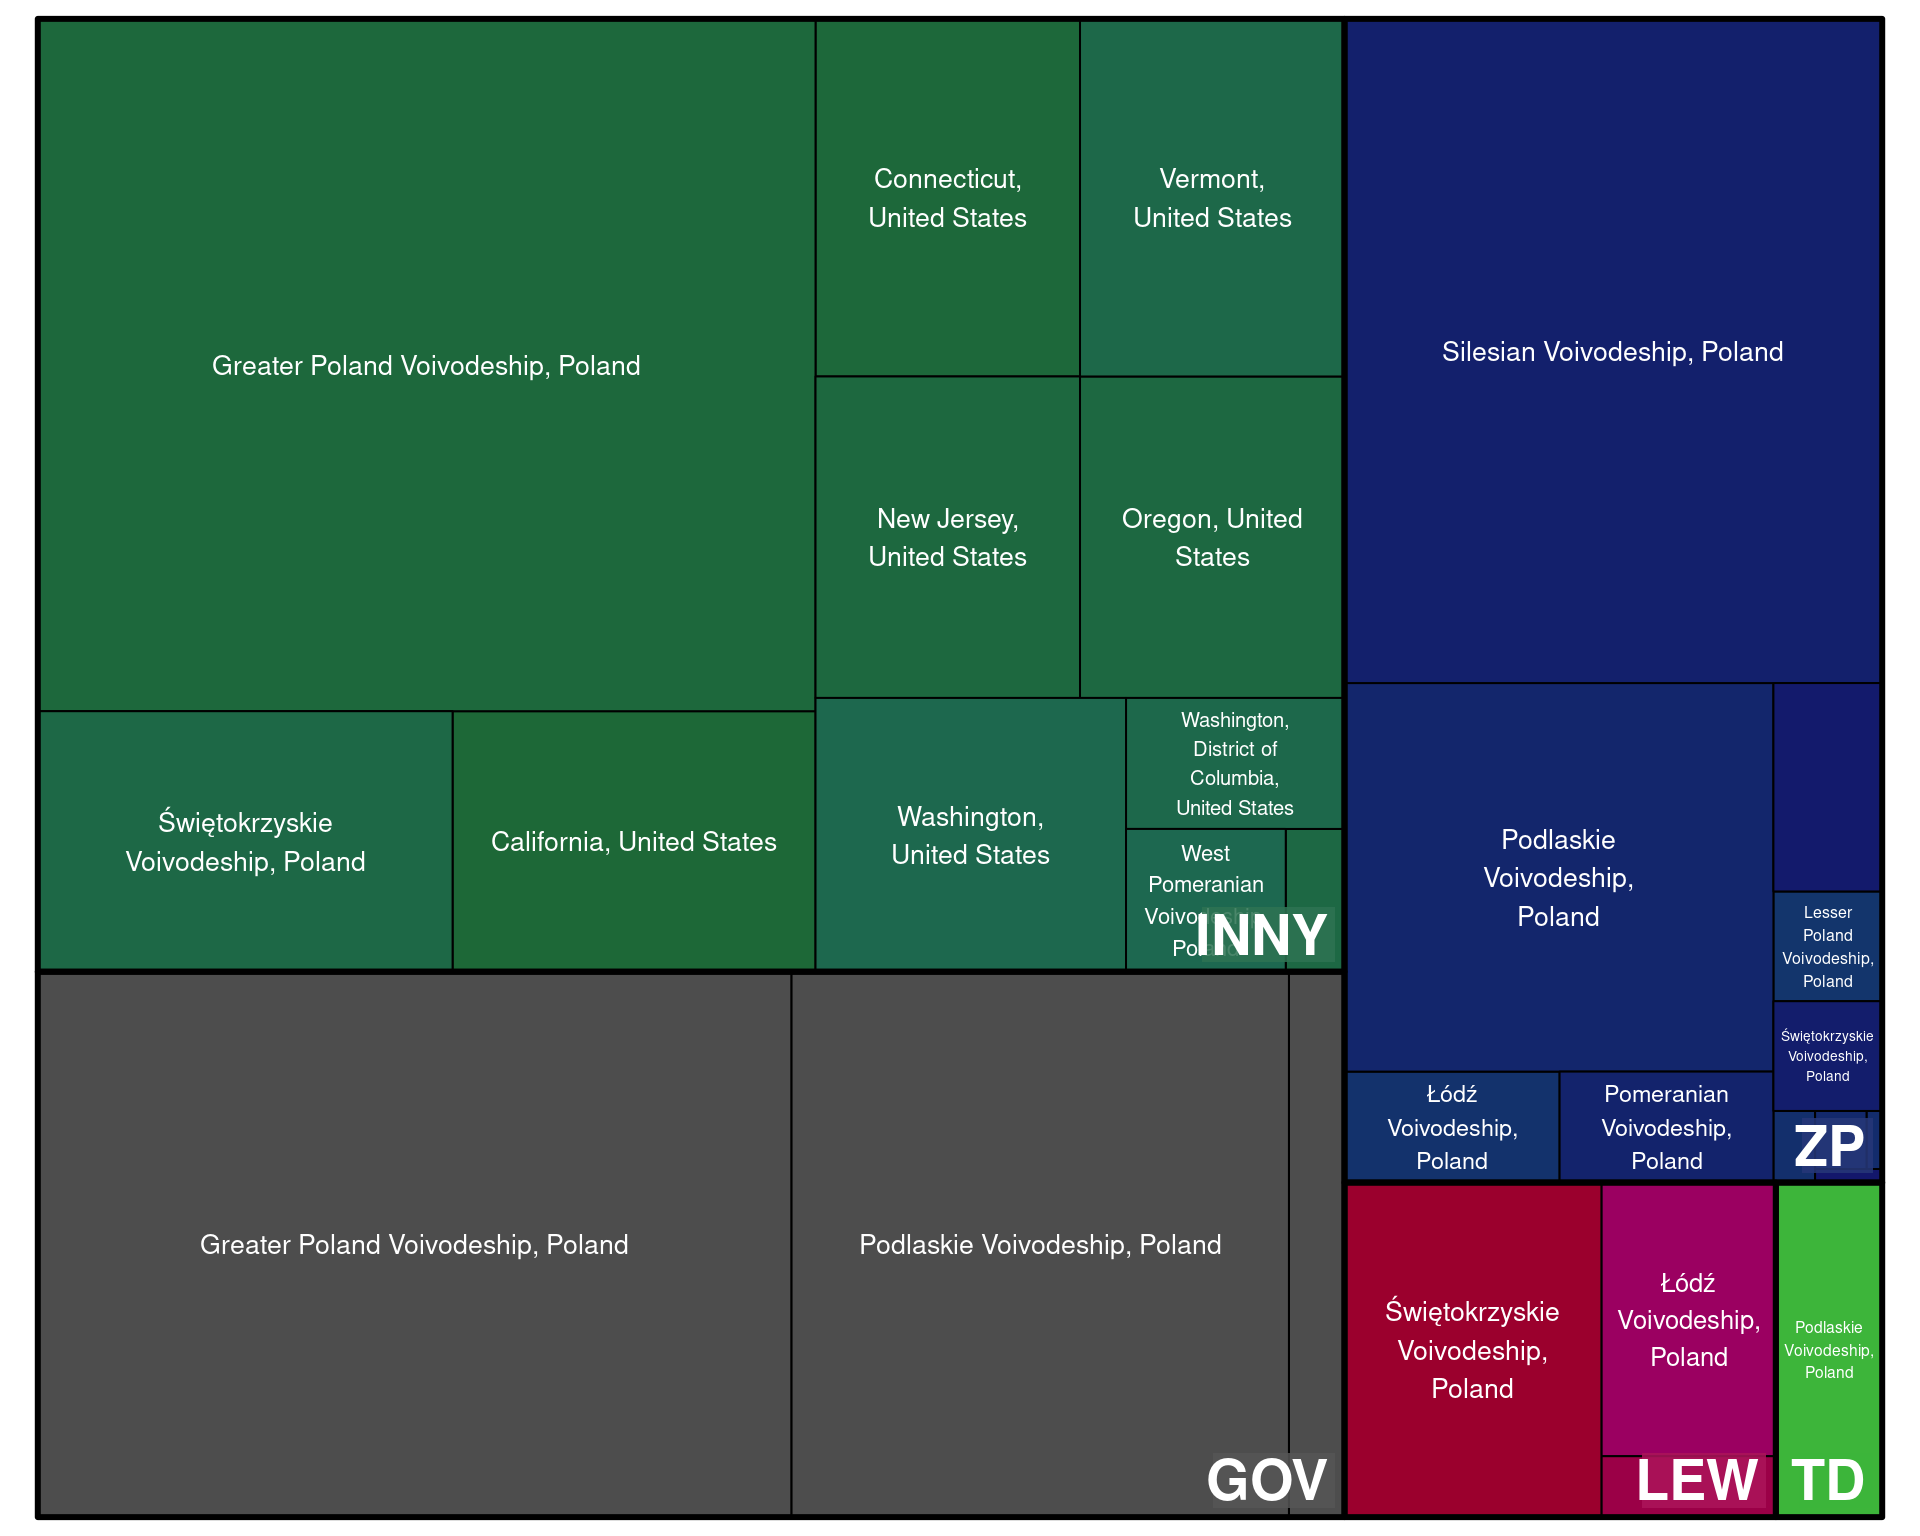 Greater Poland Voivodeship, Poland
Connecticut,
United States
Vermont,
United States
New Jersey,
United States
Oregon, United
States
Świętokrzyskie
Voivodeship, Poland
California, United States
Washington,
United States
Washington,
District of
Columbia,
United States
West
Pomeranian
Voivodeship,
Poland
INNY
Greater Poland Voivodeship, Poland
Podlaskie Voivodeship, Poland
GOV
Silesian Voivodeship, Poland
Podlaskie
Voivodeship,
Poland
Lesser
Poland
Voivodeship,
Poland
Świętokrzyskie
Voivodeship,
Poland
Łódź
Voivodeship,
Poland
Pomeranian
Voivodeship,
Poland
ZP
Świętokrzyskie
Voivodeship,
Poland
Łódź
Voivodeship,
Poland
LEW
Podlaskie
Voivodeship,
Poland
TD